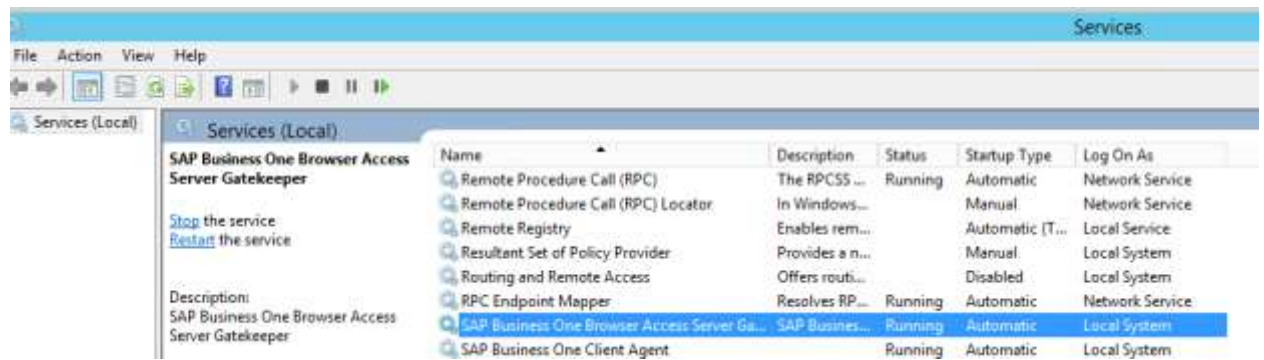 Services
File Action View Help
Services (Local)
Services (Local)
SAP Business One Browser Access
Server Gatekeeper
Stop the service
Restart the service
Description:
SAP Business One Browser Access
Server Gatekeeper
Name Description Status Startup Type Log On As
Remote Procedure Call (RPC) The RPCSS ... Running Automatic Network Service
Remote Procedure Call (RPC) Locator In Windows... Manual Network Service
Remote Registry Enables rem... Automatic (T... Local Service
Resultant Set of Policy Provider Provides a n... Manual Local System
Routing and Remote Access Offers routi... Disabled Local System
RPC Endpoint Mapper Resolves RP... Running Automatic Network Service
SAP Business One Browser Access Server Ga... SAP Busines... Running Automatic Local System
SAP Business One Client Agent Running Automatic Local System